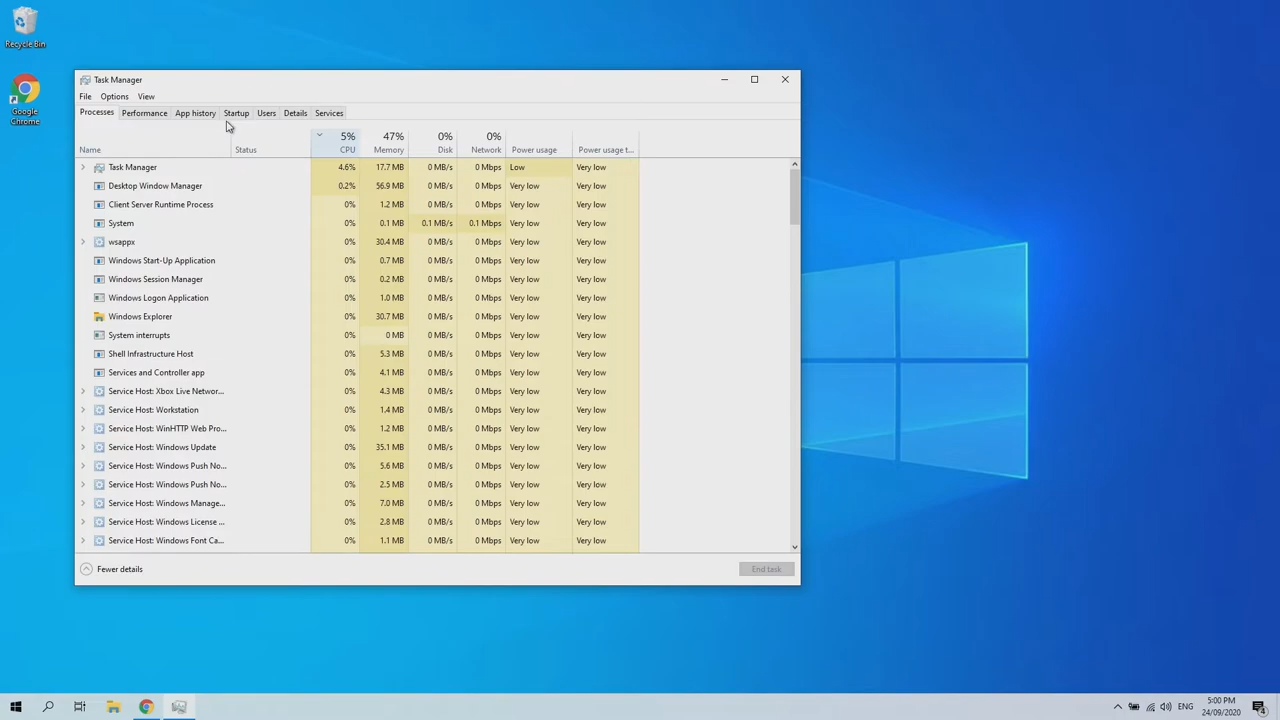 Recycle Bin
Google
Chrome
Task Manager
File Options View
Processes Performance App history Startup Users Details Services
5% 47% 0% 0%
Name Status CPU Memory Disk Network Power usage Power usage t...
Task Manager 4.6% 17.7 MB 0 MB/s 0 Mbps Low Very low
Desktop Window Manager 0.2% 56.9 MB 0 MB/s 0 Mbps Very low Very low
Client Server Runtime Process 0% 1.2 MB 0 MB/s 0 Mbps Very low Very low
System 0% 0.1 MB 0.1 MB/s 0.1 Mbps Very low Very low
wsappx 0% 30.4 MB 0 MB/s 0 Mbps Very low Very low
Windows Start-Up Application 0% 0.7 MB 0 MB/s 0 Mbps Very low Very low
Windows Session Manager 0% 0.2 MB 0 MB/s 0 Mbps Very low Very low
Windows Logon Application 0% 1.0 MB 0 MB/s 0 Mbps Very low Very low
Windows Explorer 0% 30.7 MB 0 MB/s 0 Mbps Very low Very low
System interrupts 0% 0 MB 0 MB/s 0 Mbps Very low Very low
Shell Infrastructure Host 0% 5.3 MB 0 MB/s 0 Mbps Very low Very low
Services and Controller app 0% 4.1 MB 0 MB/s 0 Mbps Very low Very low
Service Host: Xbox Live Networ... 0% 4.3 MB 0 MB/s 0 Mbps Very low Very low
Service Host: Workstation 0% 1.4 MB 0 MB/s 0 Mbps Very low Very low
Service Host: WinHTTP Web Pro... 0% 1.2 MB 0 MB/s 0 Mbps Very low Very low
Service Host: Windows Update 0% 35.1 MB 0 MB/s 0 Mbps Very low Very low
Service Host: Windows Push No... 0% 5.6 MB 0 MB/s 0 Mbps Very low Very low
Service Host: Windows Push No... 0% 2.5 MB 0 MB/s 0 Mbps Very low Very low
Service Host: Windows Manage... 0% 7.0 MB 0 MB/s 0 Mbps Very low Very low
Service Host: Windows License ... 0% 2.8 MB 0 MB/s 0 Mbps Very low Very low
Service Host: Windows Font Ca... 0% 1.1 MB 0 MB/s 0 Mbps Very low Very low
Fewer details End task
ENG 5:00 PM
24/09/2020
4